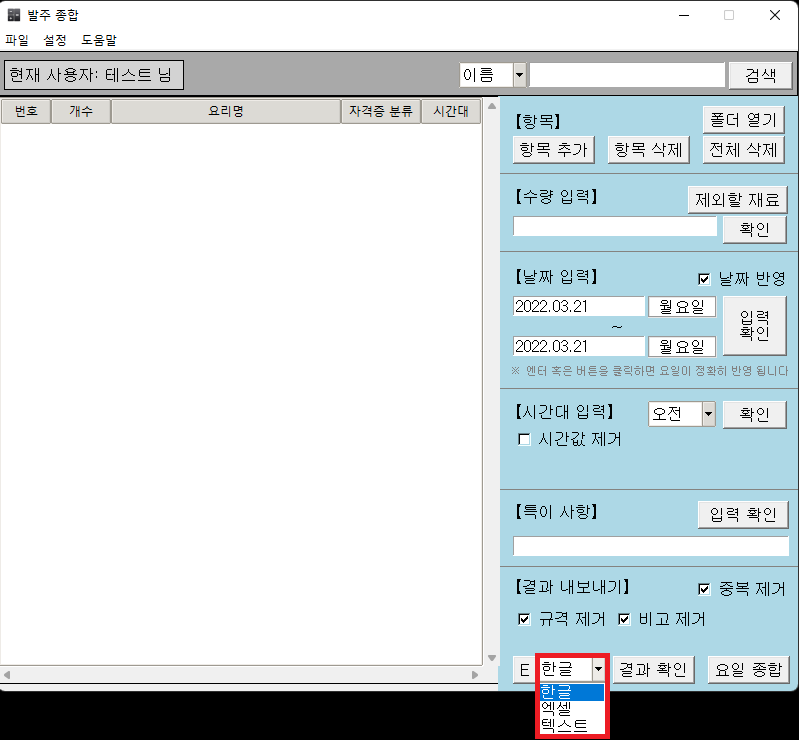 발주 종합
파일 설정 도움말
현재 사용자: 테스트 님 이름 검색
번호 개수 요리명 자격증 분류 시간대
【항목】 폴더 열기
항목 추가 항목 삭제 전체 삭제
【수량 입력】 제외할 재료
확인
【날짜 입력】 날짜 반영
2022.03.21 월요일
~
2022.03.21 월요일
입력
확인
※ 엔터 혹은 버튼을 클릭하면 요일이 정확히 반영 됩니다
【시간대 입력】 오전 확인
시간값 제거
【특이 사항】 입력 확인
【결과 내보내기】 중복 제거
규격 제거 비고 제거
E 한글 결과 확인 요일 종합
한글
엑셀
텍스트